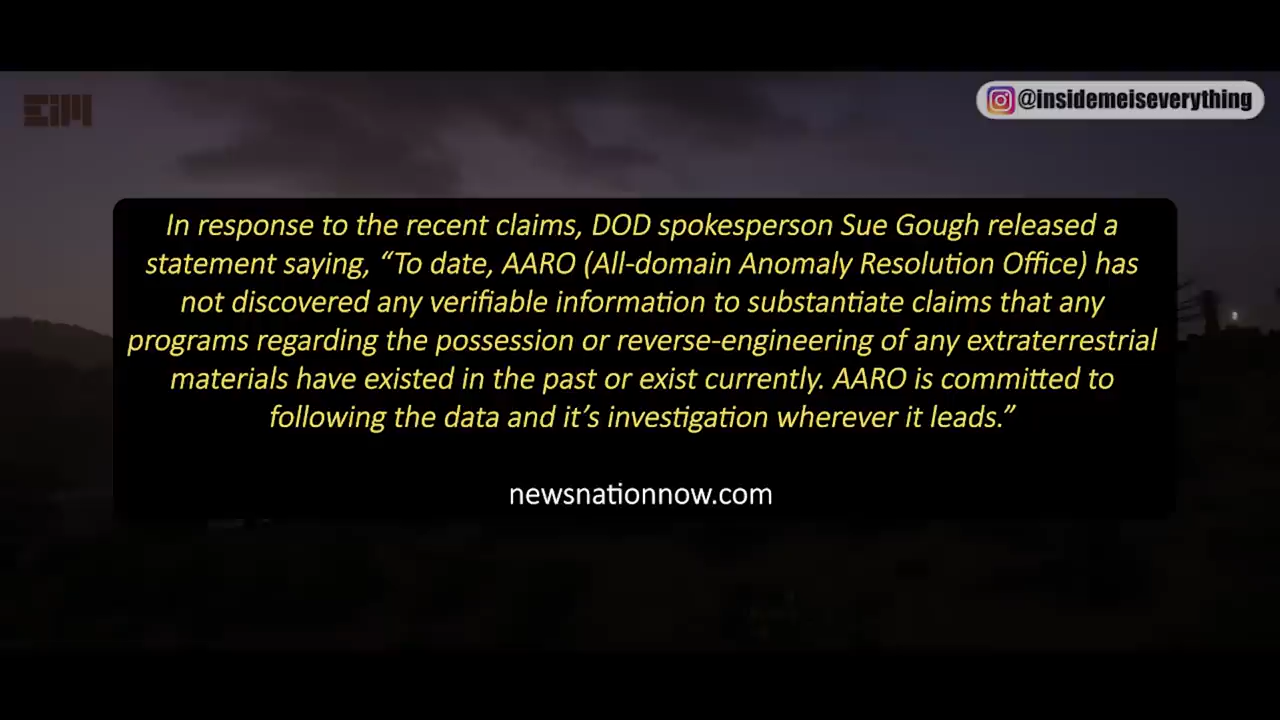 EiM
@insidemeiseverything
In response to the recent claims, DOD spokesperson Sue Gough released a
statement saying, “To date, AARO (All-domain Anomaly Resolution Office) has
not discovered any verifiable information to substantiate claims that any
programs regarding the possession or reverse-engineering of any extraterrestrial
materials have existed in the past or exist currently. AARO is committed to
following the data and it’s investigation wherever it leads.”
newsnationnow.com